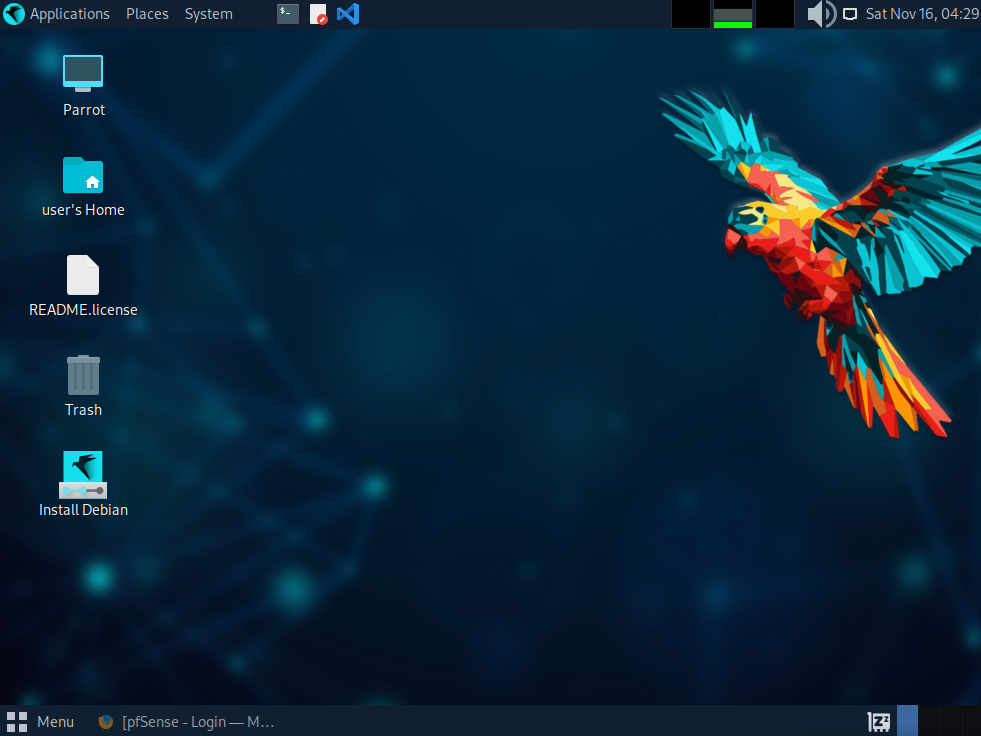 Applications Places System Sat Nov 16, 04:29
Parrot
user's Home
README.license
Trash
Install Debian
Menu [pfSense - Login — M…